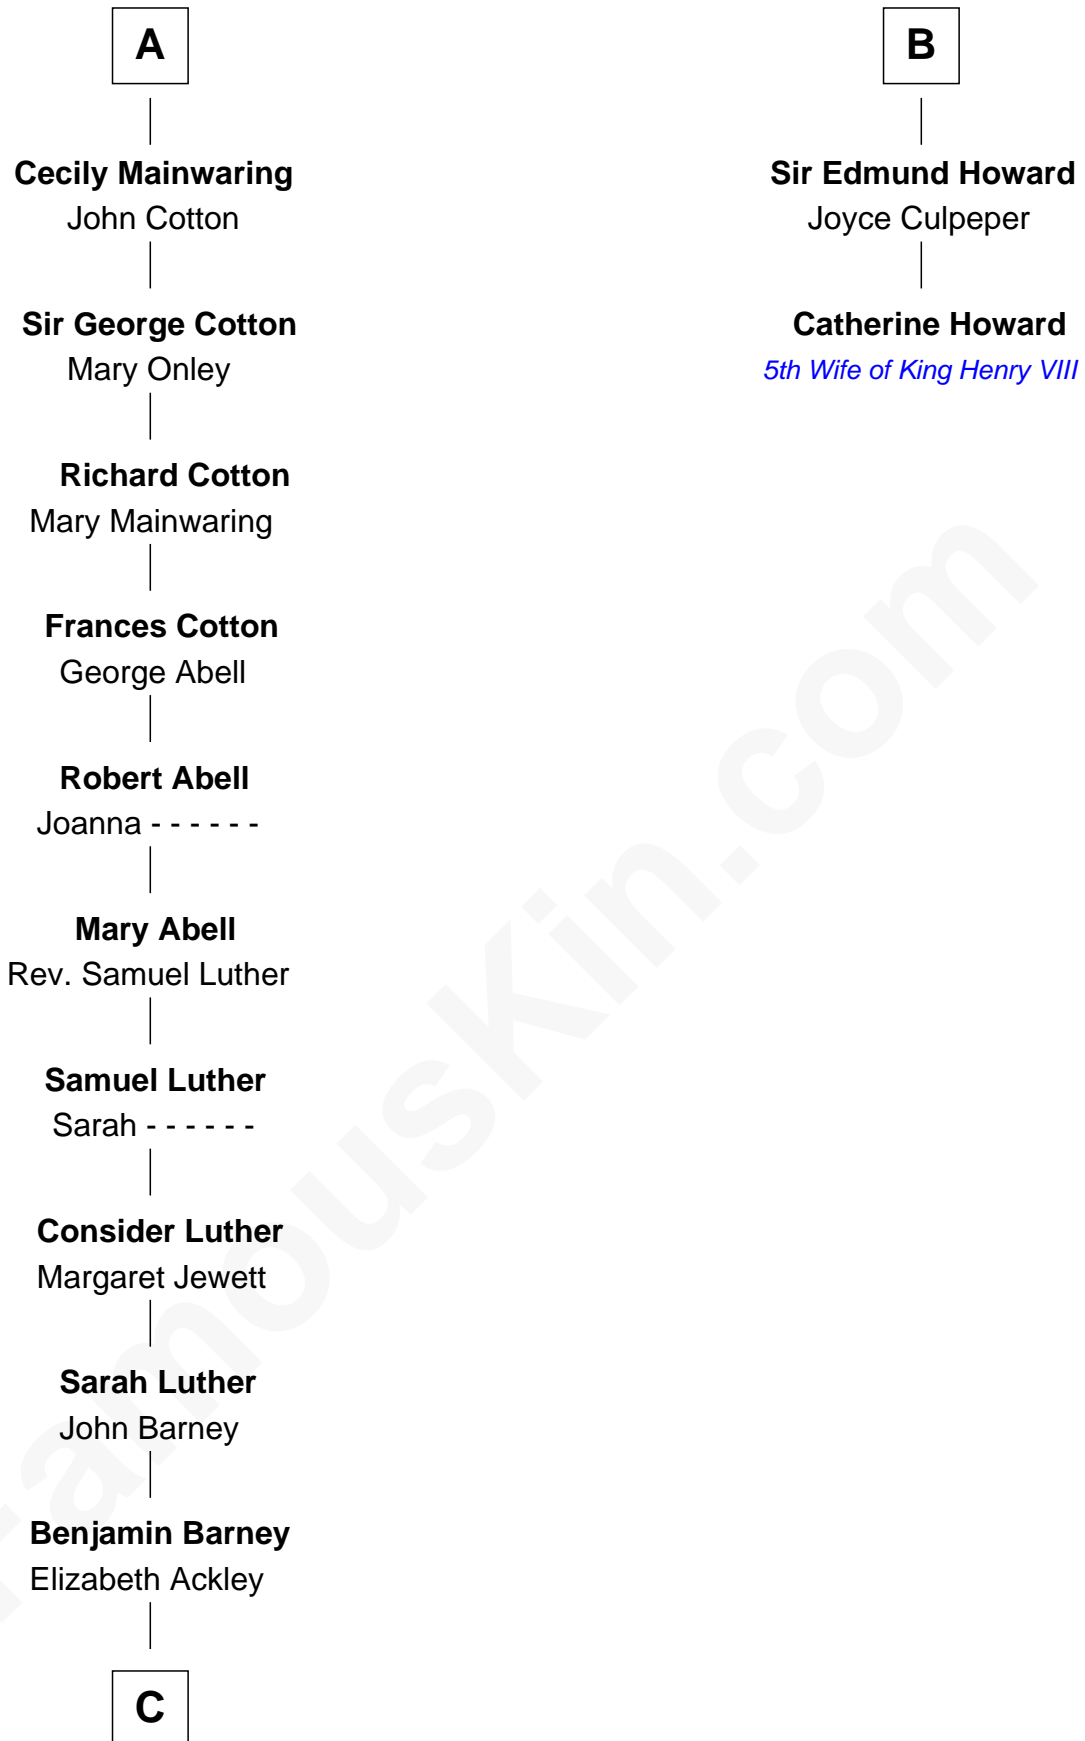 A
Cecily Mainwaring
John Cotton
Sir George Cotton
Mary Onley
Richard Cotton
Mary Mainwaring
Frances Cotton
George Abell
Robert Abell
Joanna - - - - - -
Mary Abell
Rev. Samuel Luther
Samuel Luther
Sarah - - - - - -
Consider Luther
Margaret Jewett
Sarah Luther
John Barney
Benjamin Barney
Elizabeth Ackley
C
B
Sir Edmund Howard
Joyce Culpeper
Catherine Howard
5th Wife of King Henry VIII
FamousKin.com